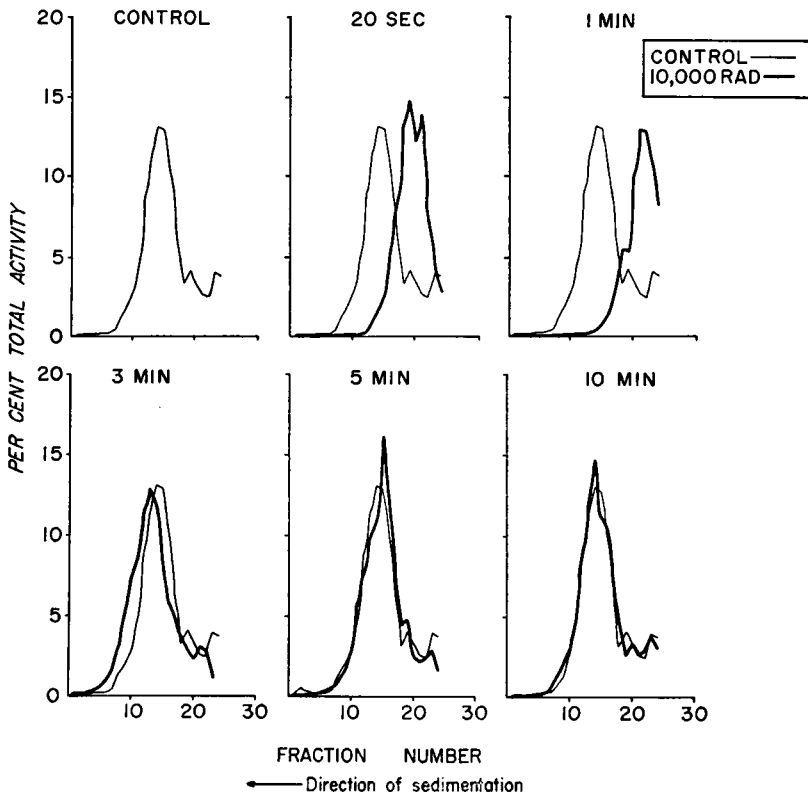 CONTROL
20 SEC
1 MIN
CONTROL
10,000 RAD
20
15
10
5
0
PER CENT TOTAL ACTIVITY
3 MIN
5 MIN
10 MIN
20
15
10
5
0
10 20 30
10 20 30
10 20 30
FRACTION NUMBER
Direction of sedimentation